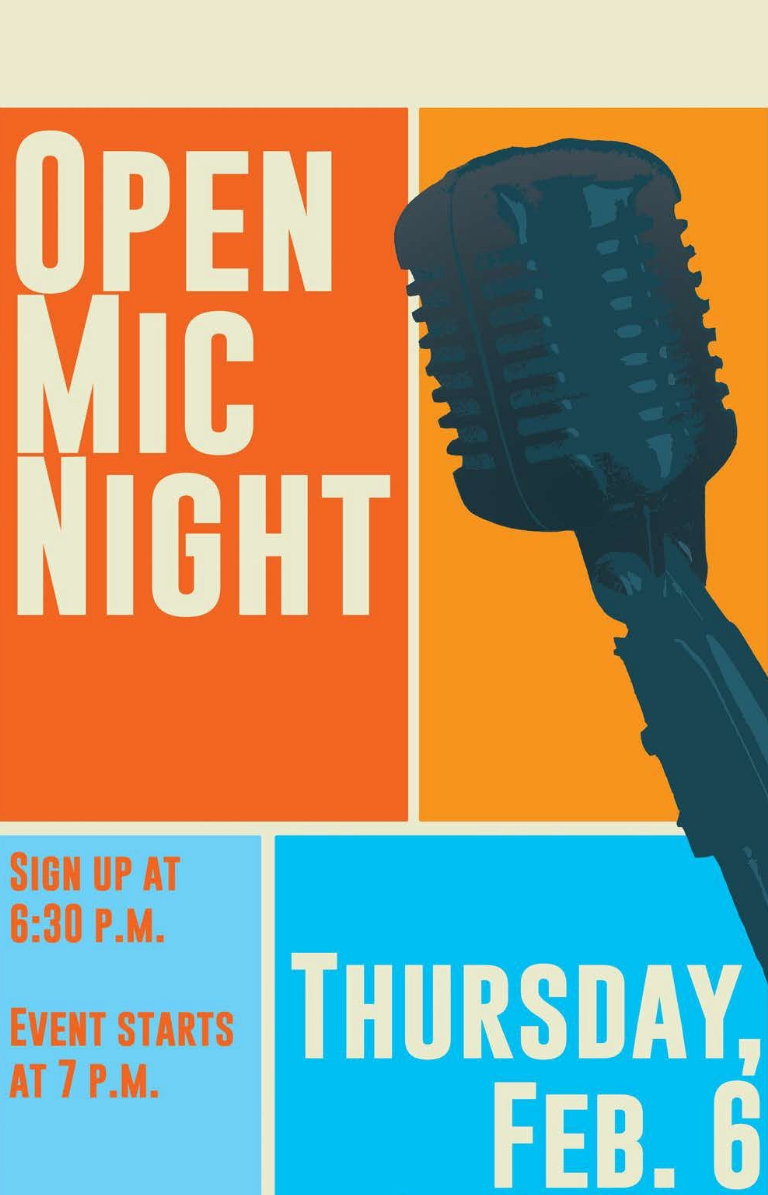 Open
Mic
Night
Sign up at
6:30 p.m.
Event starts
at 7 p.m.
Thursday,
Feb. 6